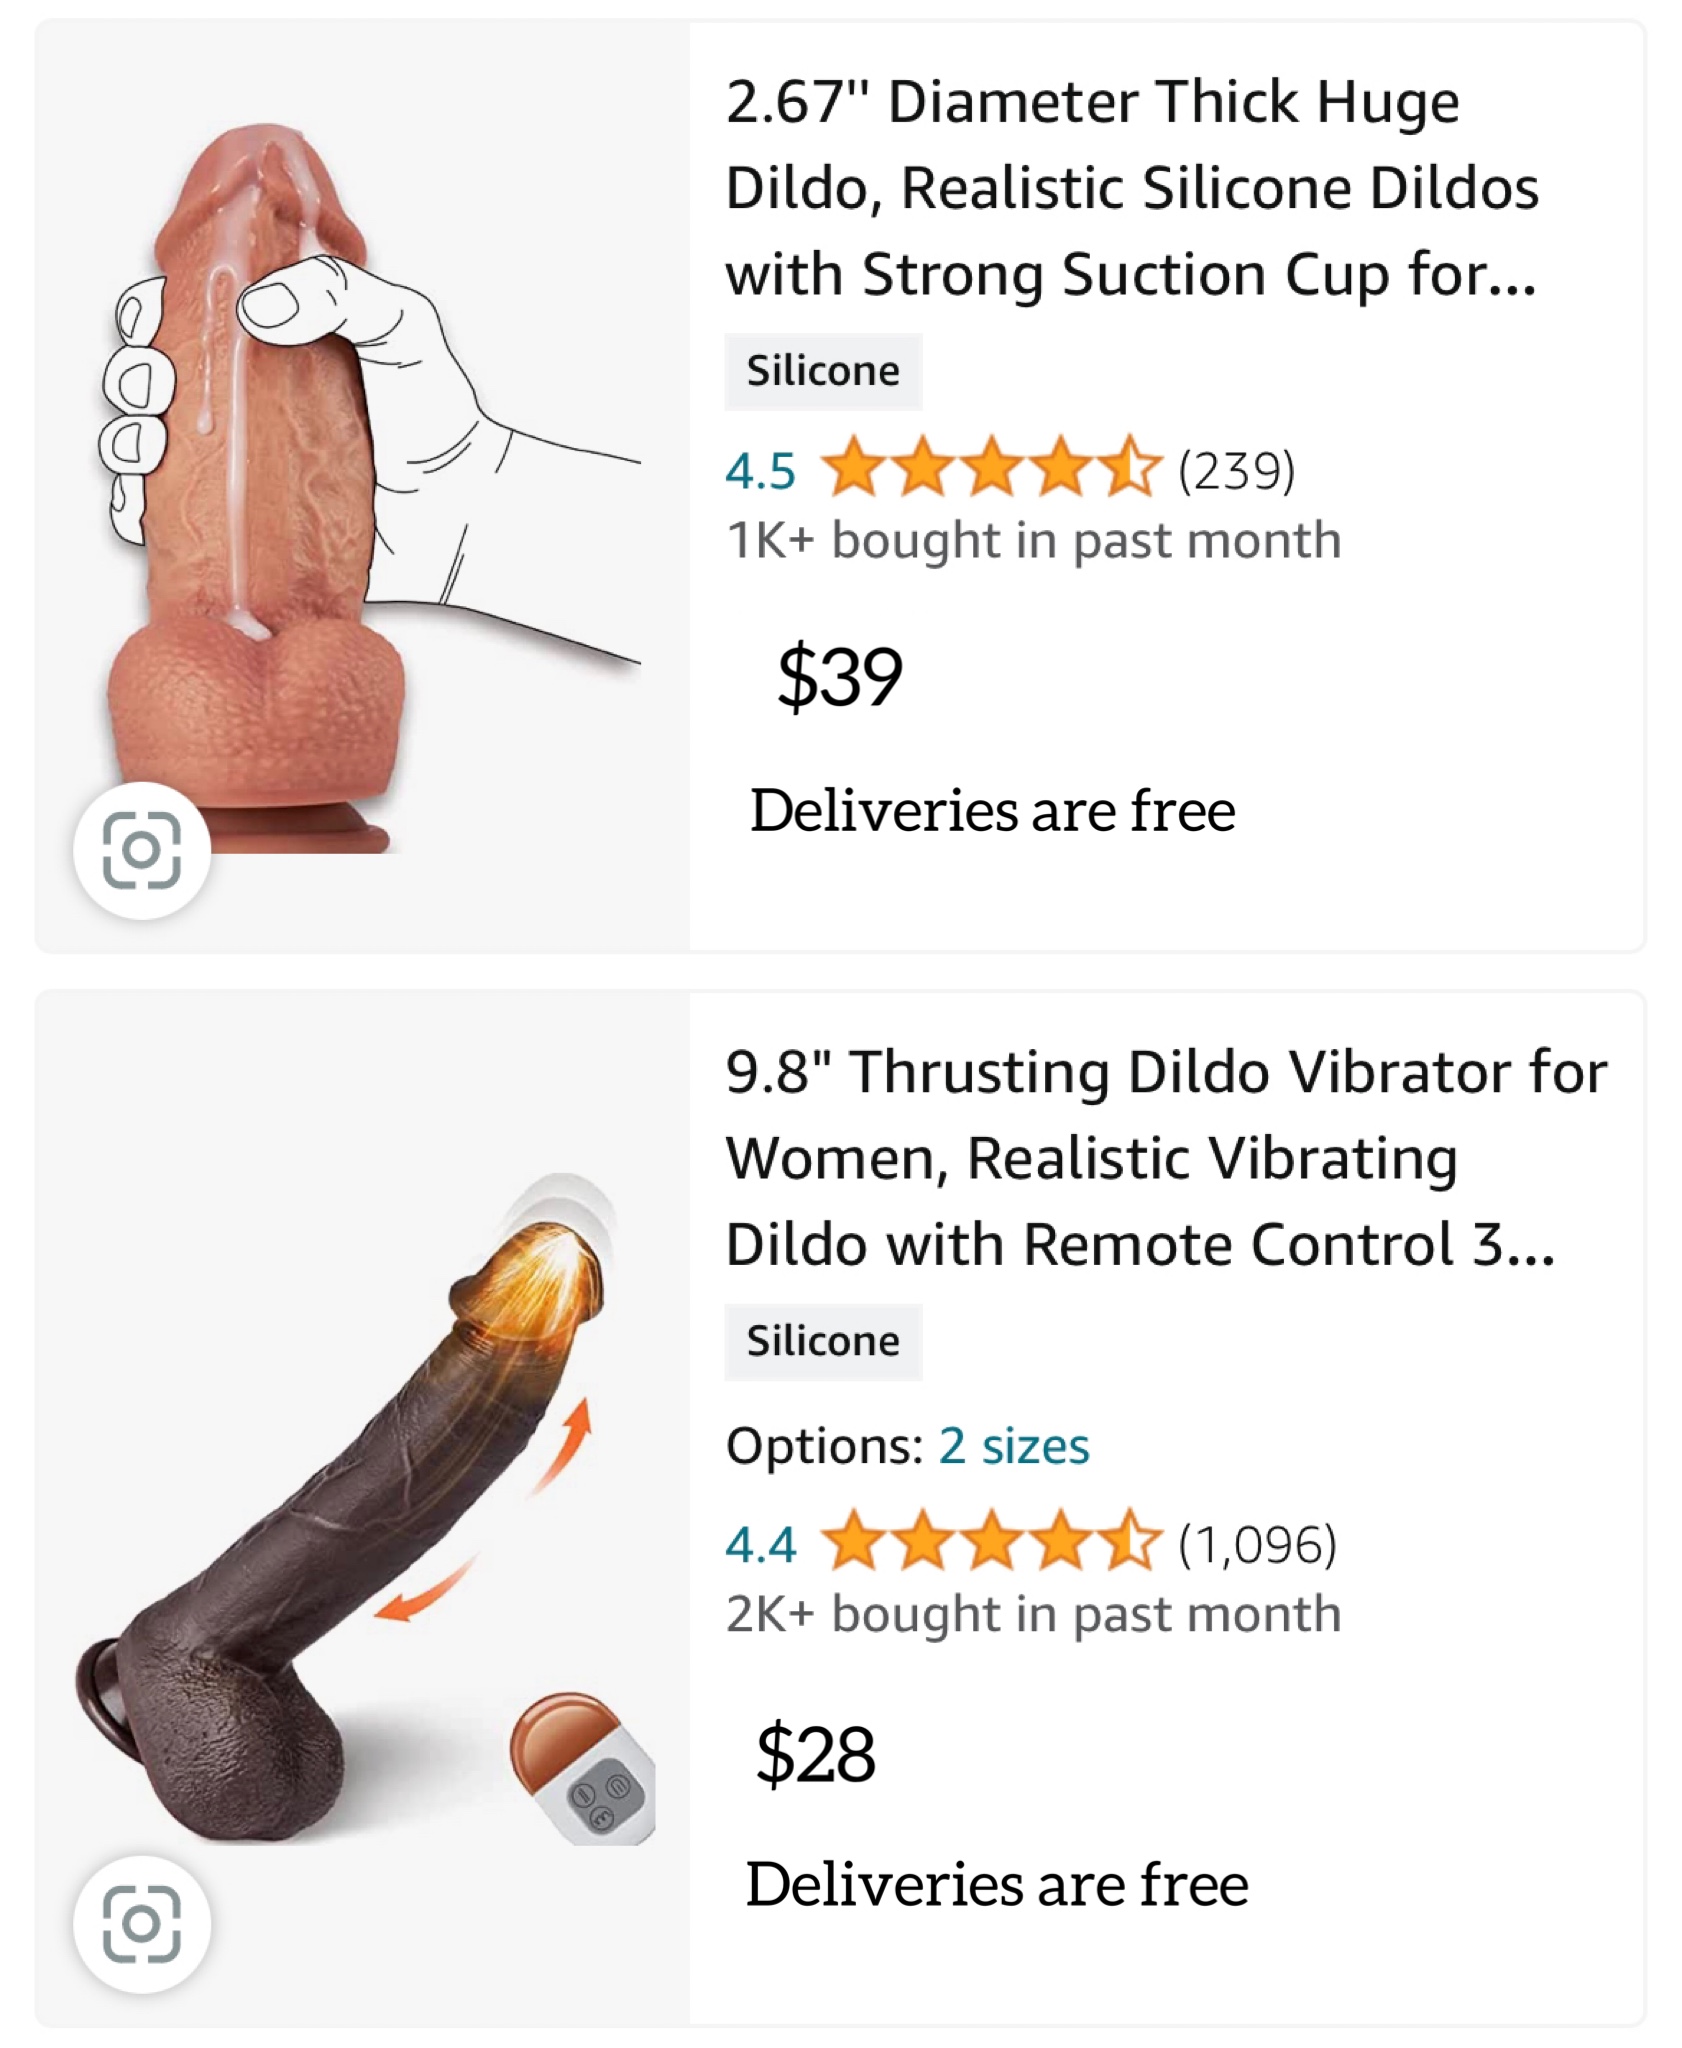 2.67" Diameter Thick Huge
Dildo, Realistic Silicone Dildos
with Strong Suction Cup for...
Silicone
4.5 (239)
1K+ bought in past month
$39
Deliveries are free
9.8" Thrusting Dildo Vibrator for
Women, Realistic Vibrating
Dildo with Remote Control 3...
Silicone
Options: 2 sizes
4.4 (1,096)
2K+ bought in past month
$28
Deliveries are free